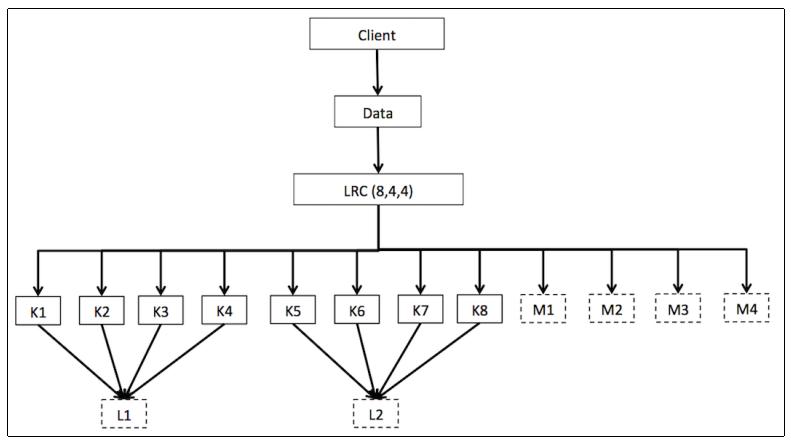 Client
Data
LRC (8,4,4)
K1 K2 K3 K4 K5 K6 K7 K8 M1 M2 M3 M4
L1 L2